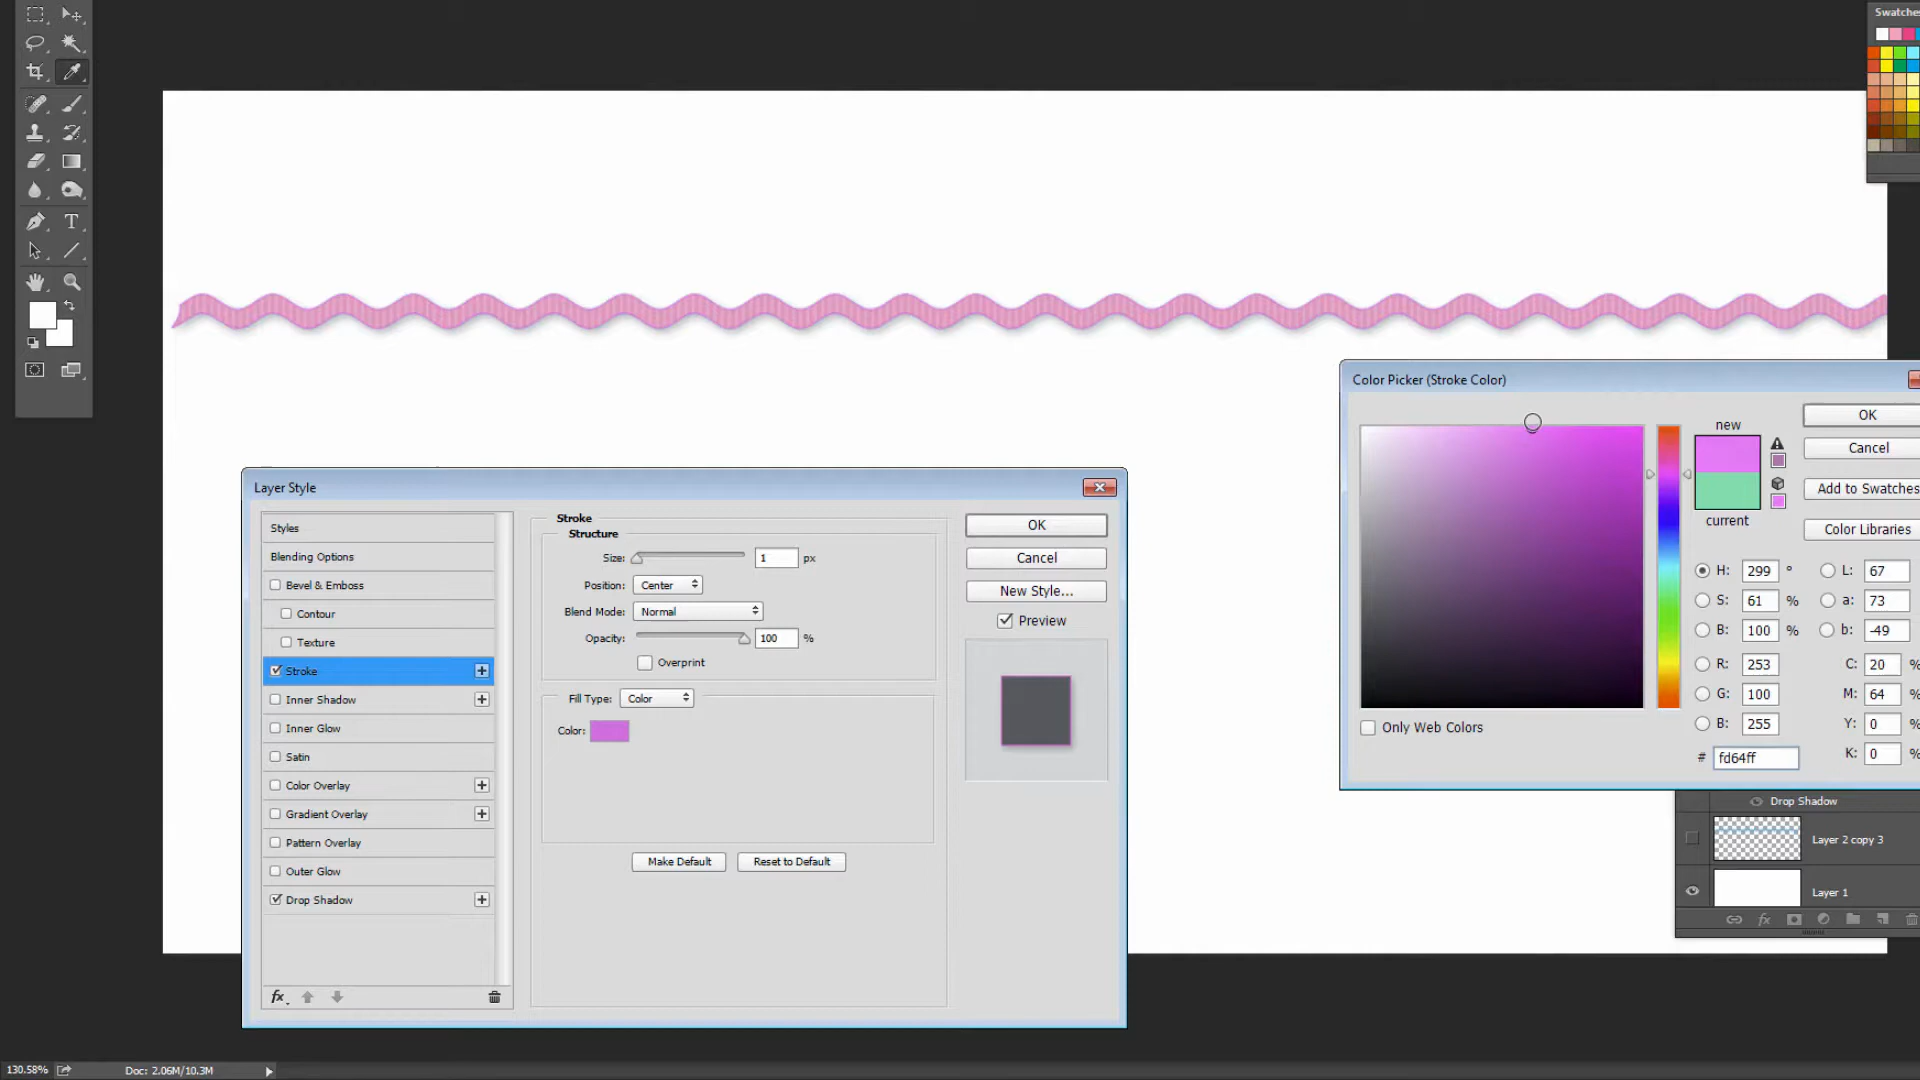 Swatches
Color Picker (Stroke Color)
new
OK
Cancel
Add to Swatches
current
Color Libraries
H: 299 °
L: 67
S: 61 %
a: 73
B: 100 %
b: -49
R: 253
C: 20 %
G: 100
M: 64 %
B: 255
Y: 0 %
# fd64ff
K: 0 %
Only Web Colors
Layer Style
Styles
Blending Options
Bevel & Emboss
Contour
Texture
Stroke
Inner Shadow
Inner Glow
Satin
Color Overlay
Gradient Overlay
Pattern Overlay
Outer Glow
Drop Shadow
fx
Stroke
Structure
Size: 1 px
Position: Center
Blend Mode: Normal
Opacity: 100 %
Overprint
Fill Type: Color
Color:
Make Default
Reset to Default
OK
Cancel
New Style...
Preview
Drop Shadow
Layer 2 copy 3
Layer 1
fx
130.58%
Doc: 2.06M/10.3M